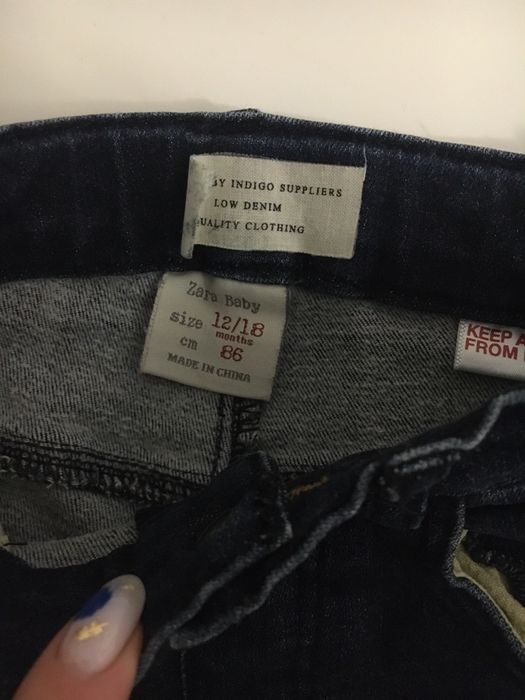 BY INDIGO SUPPLIERS
LOW DENIM
QUALITY CLOTHING
Zara Baby
size 12/18
months
cm 86
MADE IN CHINA
KEEP A
FROM